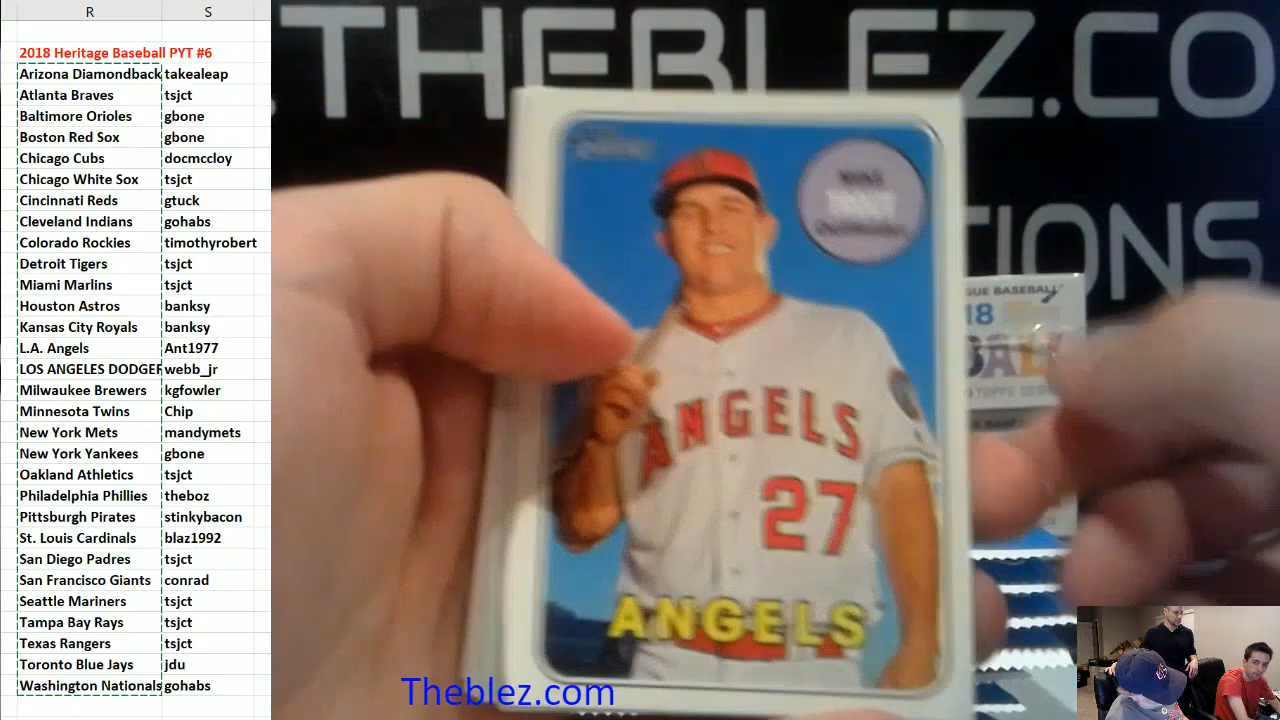 R S
2018 Heritage Baseball PYT #6
Arizona Diamondback takealeap
Atlanta Braves tsjct
Baltimore Orioles gbone
Boston Red Sox gbone
Chicago Cubs docmccloy
Chicago White Sox tsjct
Cincinnati Reds gtuck
Cleveland Indians gohabs
Colorado Rockies timothyrobert
Detroit Tigers tsjct
Miami Marlins tsjct
Houston Astros banksy
Kansas City Royals banksy
L.A. Angels Ant1977
LOS ANGELES DODGER webb_jr
Milwaukee Brewers kgfowler
Minnesota Twins Chip
New York Mets mandymets
New York Yankees gbone
Oakland Athletics tsjct
Philadelphia Phillies theboz
Pittsburgh Pirates stinkybacon
St. Louis Cardinals blaz1992
San Diego Padres tsjct
San Francisco Giants conrad
Seattle Mariners tsjct
Tampa Bay Rays tsjct
Texas Rangers tsjct
Toronto Blue Jays jdu
Washington Nationals gohabs
.THEBLEZ.CO
TIONS
GUE BASEBALL
18
BALL
ANGELS
27
ANGELS
Theblez.com